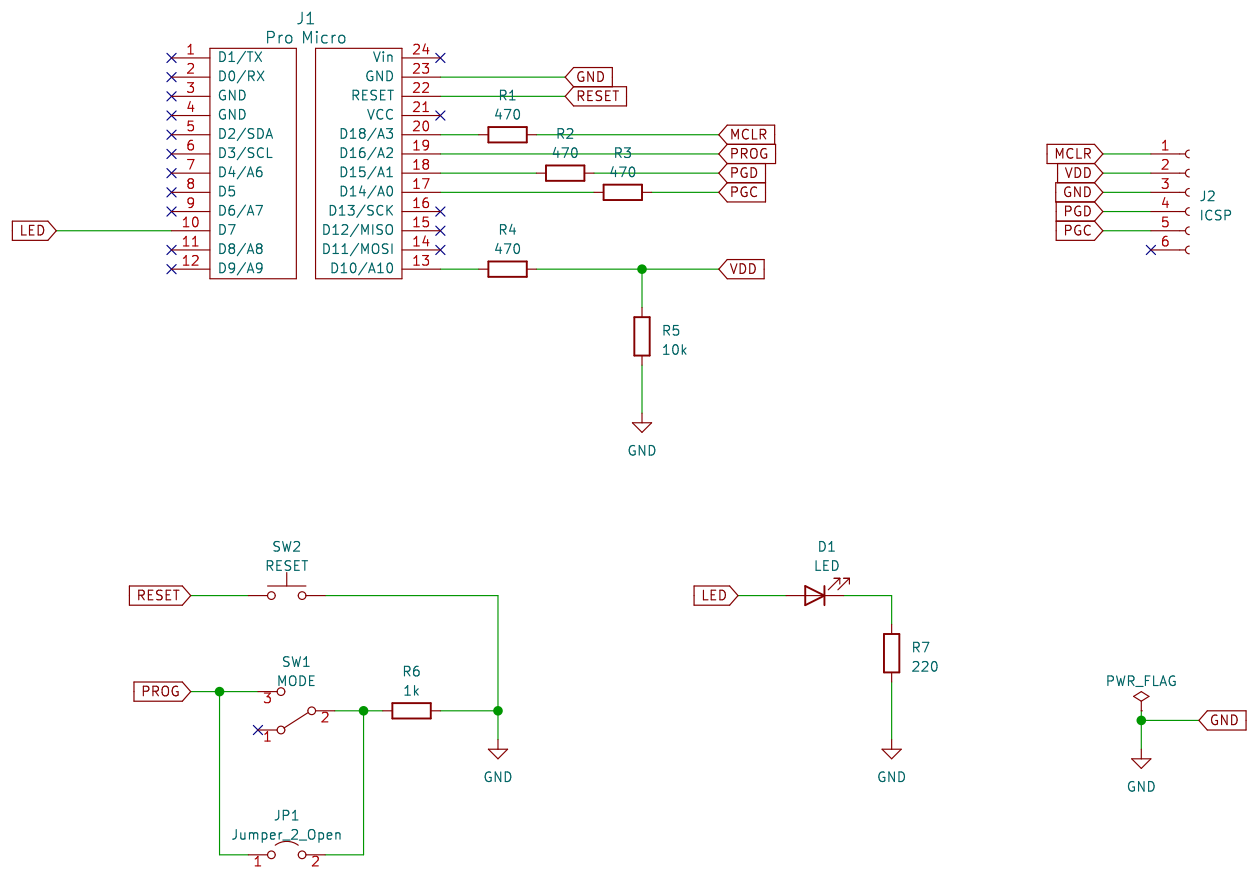 J1
Pro Micro
1 D1/TX Vin 24
2 D0/RX GND 23 GND
3 GND RESET 22 RESET
4 GND VCC 21
R1
470
5 D2/SDA D18/A3 20 MCLR
R2
470
6 D3/SCL D16/A2 19 PROG
R3
470
7 D4/A6 D15/A1 18 PGD
8 D5 D14/A0 17 PGC
9 D6/A7 D13/SCK 16
LED 10 D7 D12/MISO 15
11 D8/A8 D11/MOSI 14
R4
470
12 D9/A9 D10/A10 13 VDD
R5
10k
GND
MCLR 1
VDD 2
GND 3
PGD 4
PGC 5
6
J2
ICSP
SW2
RESET
RESET
SW1
MODE
PROG 3
2
1
R6
1k
GND
JP1
Jumper_2_Open
1 2
D1
LED
LED
R7
220
GND
PWR_FLAG
GND
GND